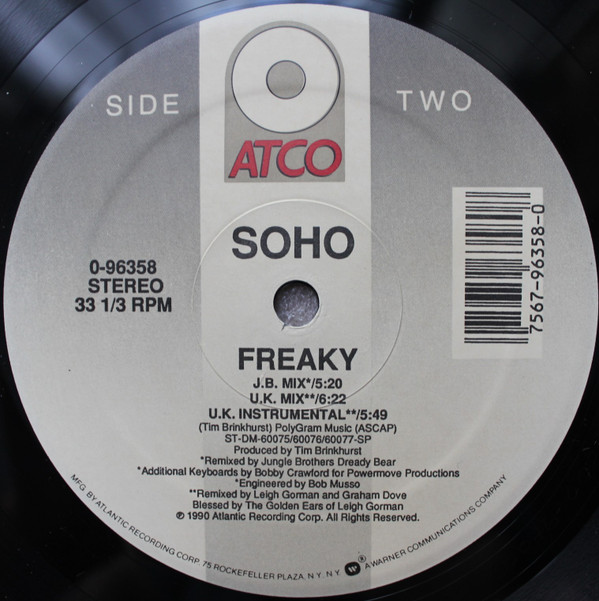 SIDE TWO
ATCO
SOHO
0-96358
STEREO
33 1/3 RPM
7567-96358-0
FREAKY
J.B. MIX*/5:20
U.K. MIX**/6:22
U.K. INSTRUMENTAL**/5:49
(Tim Brinkhurst) PolyGram Music (ASCAP)
ST-DM-60075/60076/60077-SP
Produced by Tim Brinkhurst
*Remixed by Jungle Brothers Dready Bear
*Additional Keyboards by Bobby Crawford for Powermove Productions
*Engineered by Bob Musso
**Remixed by Leigh Gorman and Graham Dove
Blessed by The Golden Ears of Leigh Gorman
℗ 1990 Atlantic Recording Corp. All Rights Reserved.
MFG. BY ATLANTIC RECORDING CORP. 75 ROCKEFELLER PLAZA, N.Y. N.Y. ® A WARNER COMMUNICATIONS COMPANY